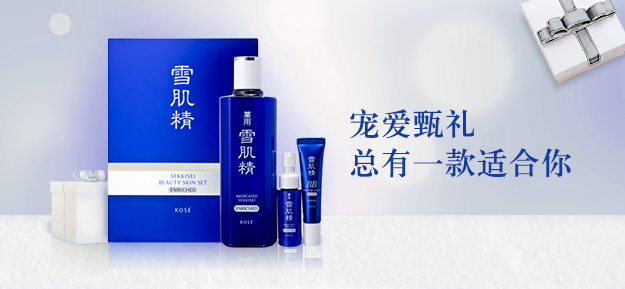 雪肌精
SEKKISEI
BEAUTY SKIN SET
ENRICHED
KOSÉ
薬用
雪肌精
MEDICATED
SEKKISEI
ENRICHED
KOSÉ
雪肌精
雪肌精
BB
宠爱甄礼
总有一款适合你